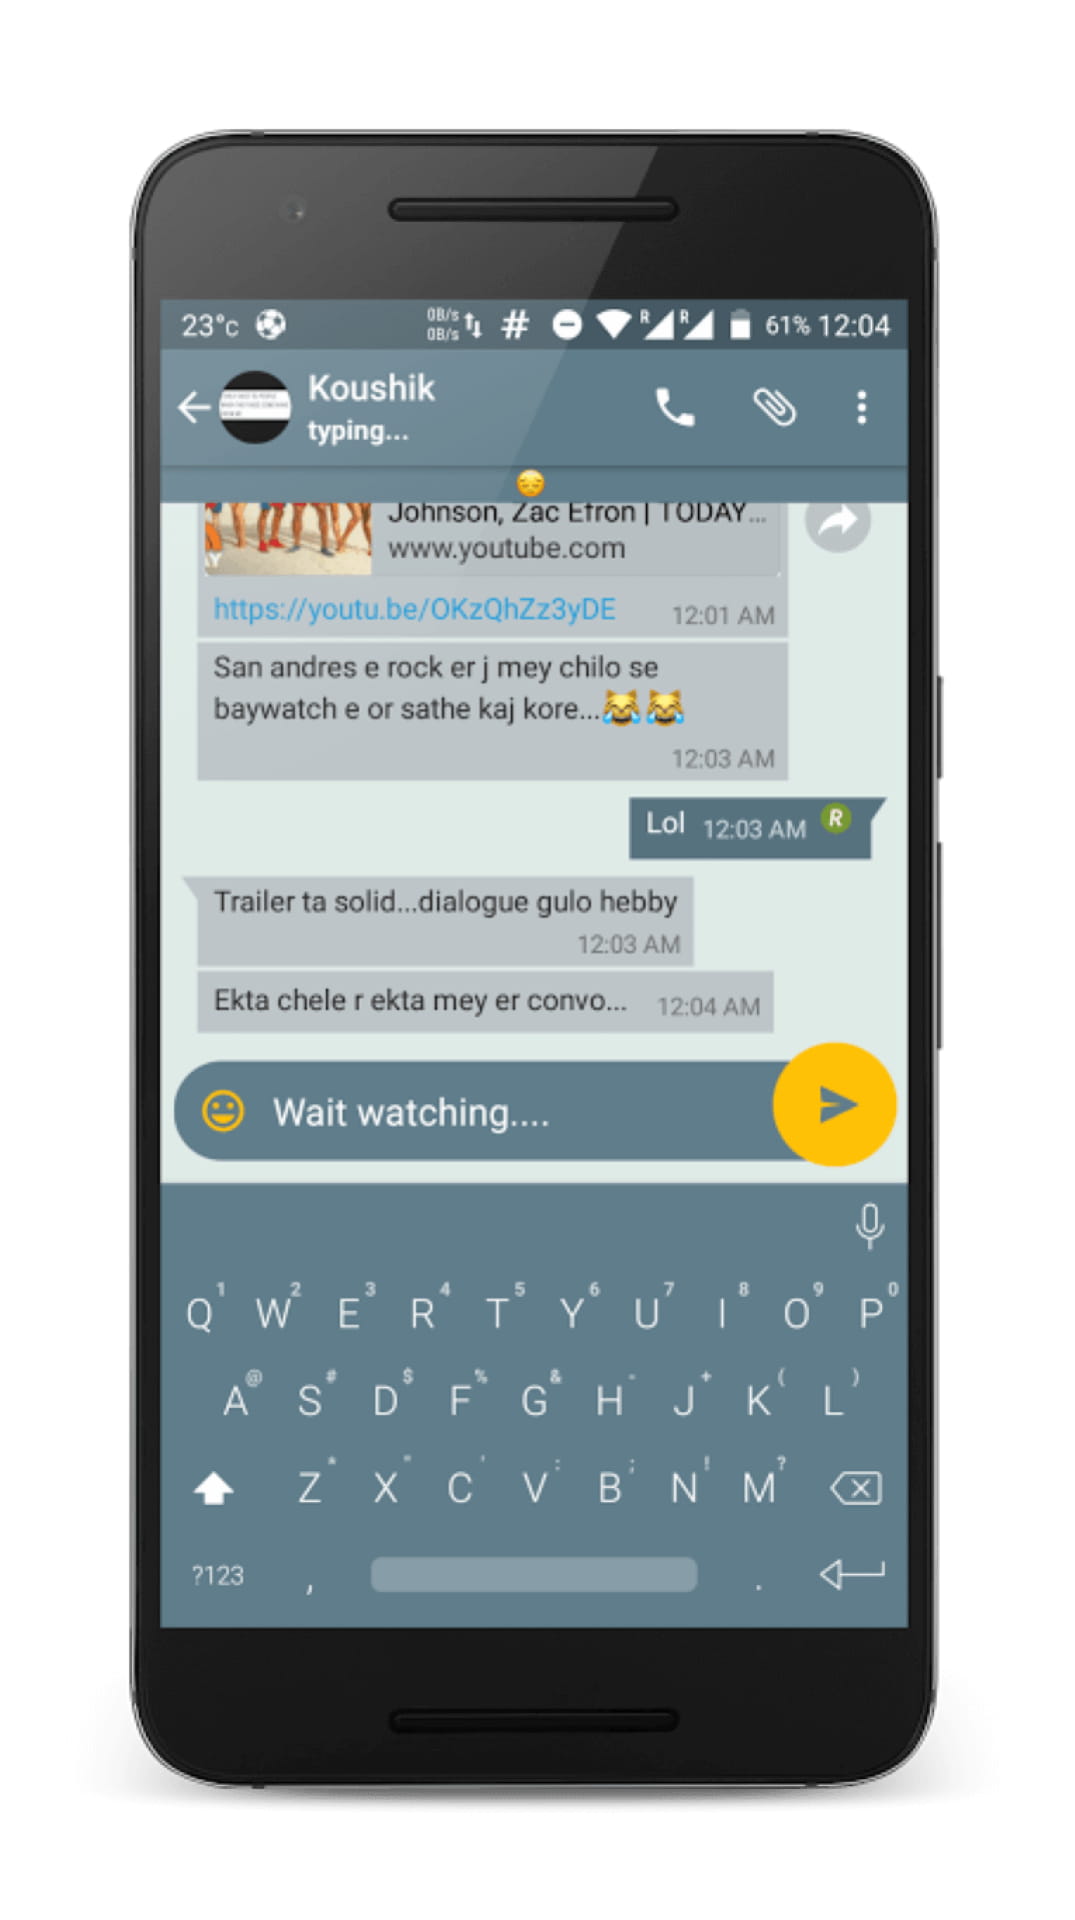 23°c 0B/s 0B/s # R R 61% 12:04
Koushik
typing...
Johnson, Zac Efron | TODAY...
www.youtube.com
https://youtu.be/OKzQhZz3yDE 12:01 AM
San andres e rock er j mey chilo se
baywatch e or sathe kaj kore...😹😹
12:03 AM
Lol 12:03 AM R
Trailer ta solid...dialogue gulo hebby
12:03 AM
Ekta chele r ekta mey er convo... 12:04 AM
Wait watching....
1 2 3 4 5 6 7 8 9 0
Q W E R T Y U I O P
@ # $ % & - + ( )
A S D F G H J K L
* " ' : ; ! ?
Z X C V B N M
?123 , .